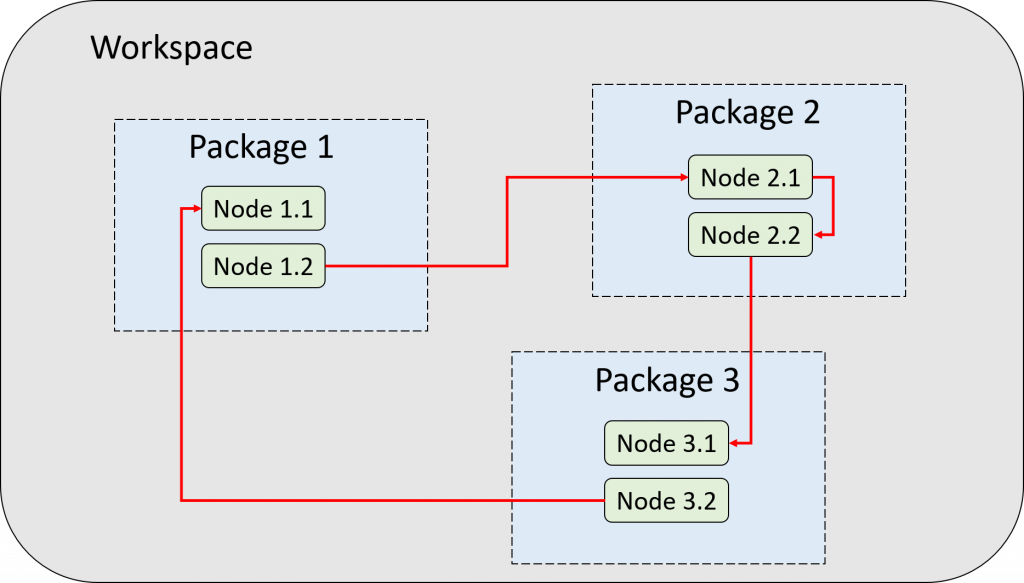 Workspace
Package 1
Node 1.1
Node 1.2
Package 2
Node 2.1
Node 2.2
Package 3
Node 3.1
Node 3.2